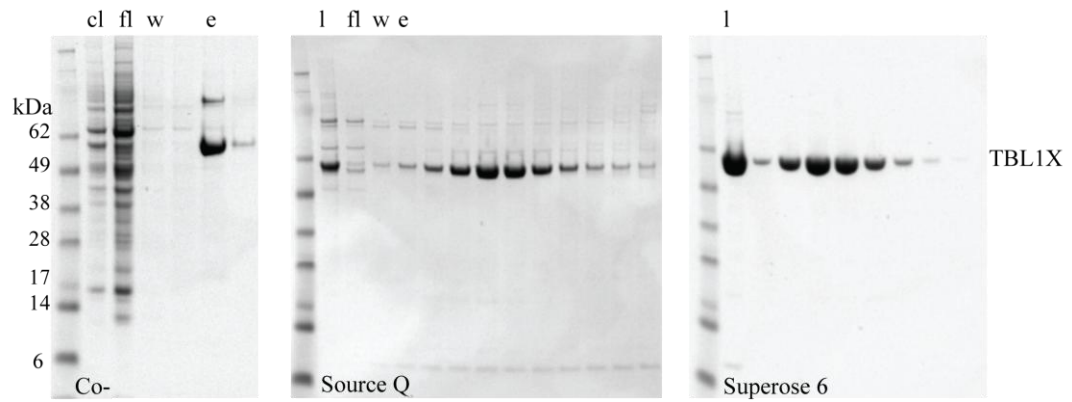 cl fl w e
l fl w e
l
kDa
62
49
38
28
17
14
6
TBL1X
Co-
Source Q
Superose 6